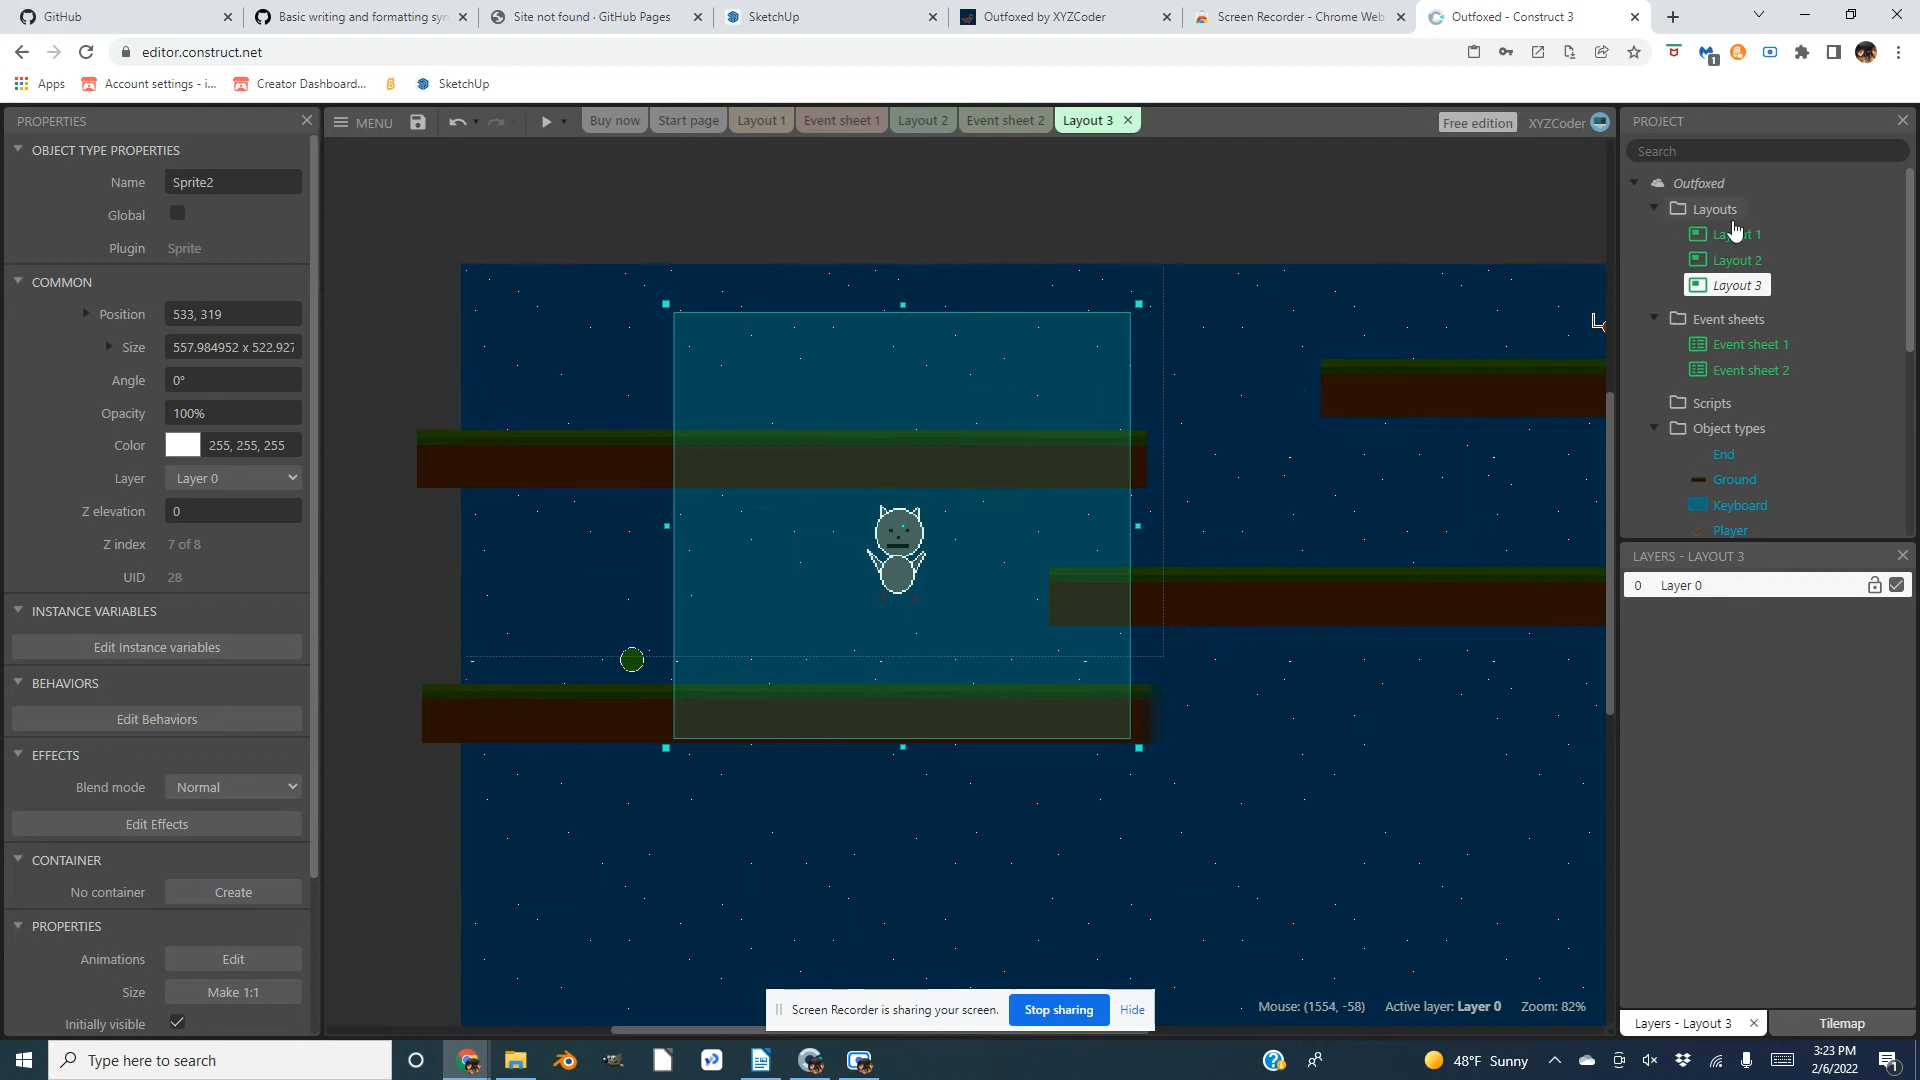 GitHub
Basic writing and formatting syn
Site not found · GitHub Pages
SketchUp
Outfoxed by XYZCoder
Screen Recorder - Chrome Web
Outfoxed - Construct 3
editor.construct.net
1
Apps
Account settings - i...
Creator Dashboard...
SketchUp
PROPERTIES
MENU
Buy now
Start page
Layout 1
Event sheet 1
Layout 2
Event sheet 2
Layout 3
Free edition
XYZCoder
PROJECT
OBJECT TYPE PROPERTIES
Name
Sprite2
Global
Plugin
Sprite
COMMON
Position
533, 319
Size
557.984952 x 522.927
Angle
0°
Opacity
100%
Color
255, 255, 255
Layer
Layer 0
Z elevation
0
Z index
7 of 8
UID
28
INSTANCE VARIABLES
Edit Instance variables
BEHAVIORS
Edit Behaviors
EFFECTS
Blend mode
Normal
Edit Effects
CONTAINER
No container
Create
PROPERTIES
Animations
Edit
Size
Make 1:1
Initially visible
Search
Outfoxed
Layouts
Layout 1
Layout 2
Layout 3
Event sheets
Event sheet 1
Event sheet 2
Scripts
Object types
End
Ground
Keyboard
Player
LAYERS - LAYOUT 3
0
Layer 0
Screen Recorder is sharing your screen.
Stop sharing
Hide
Mouse: (1554, -58)
Active layer: Layer 0
Zoom: 82%
Layers - Layout 3
Tilemap
Type here to search
48°F Sunny
3:23 PM
2/6/2022
1